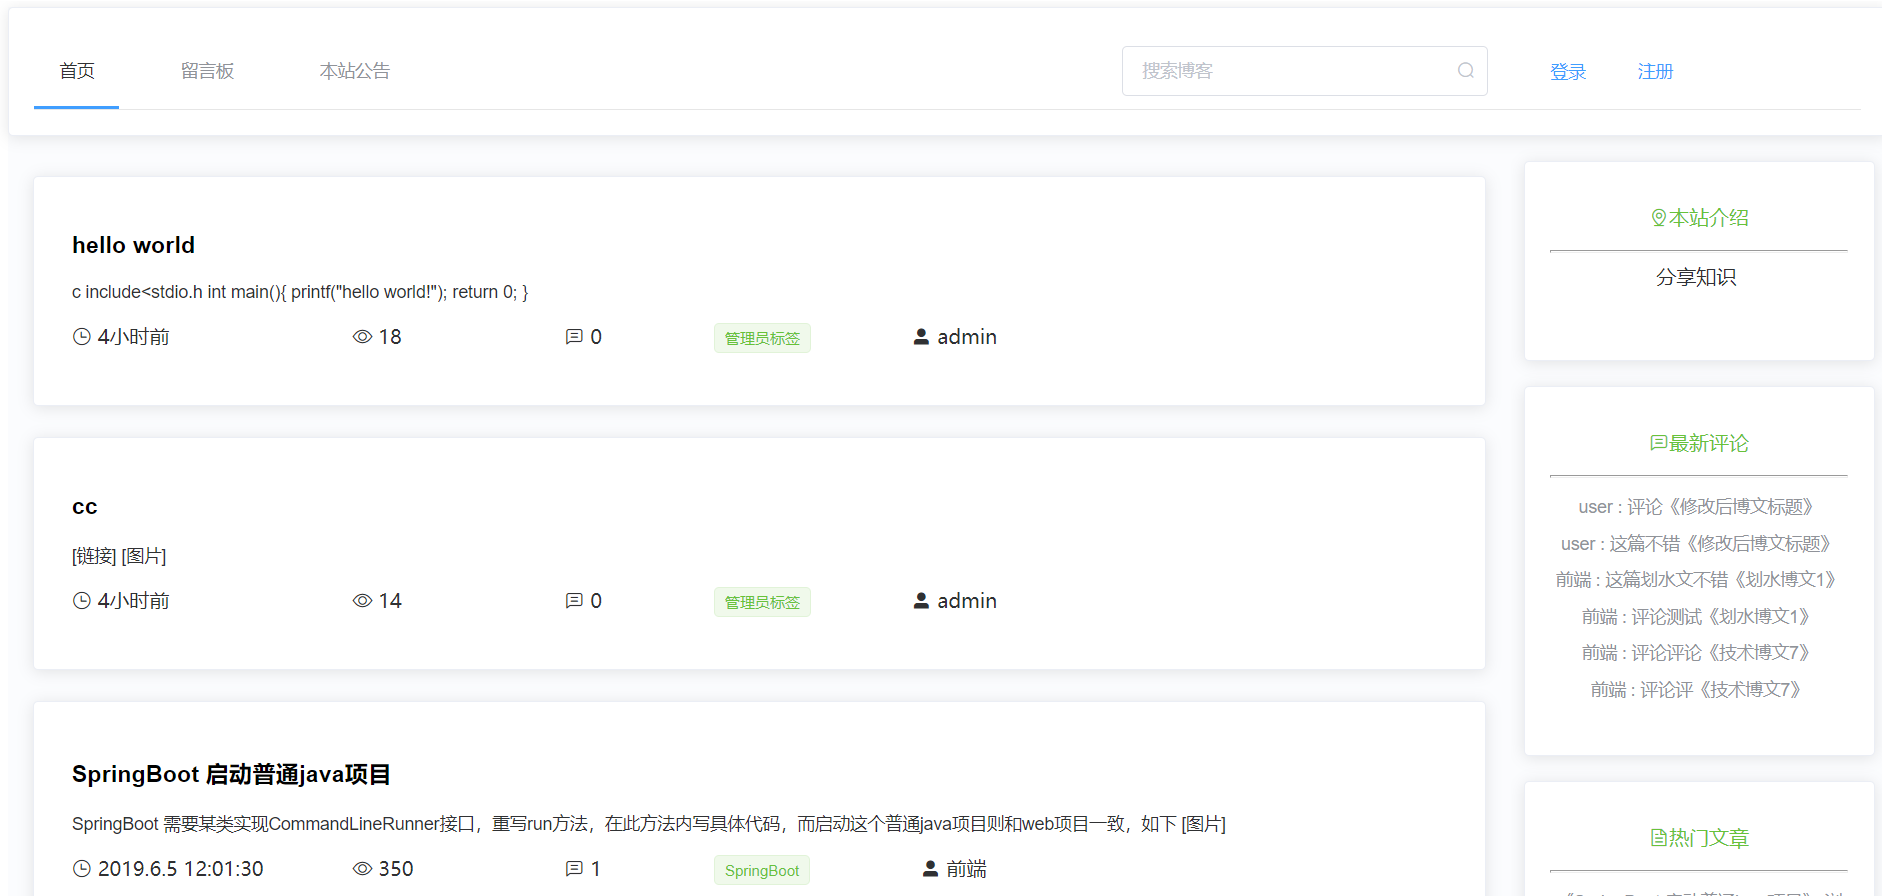 首页 留言板 本站公告 搜索博客 登录 注册
hello world
c include<stdio.h int main(){ printf("hello world!"); return 0; }
4小时前 18 0 管理员标签 admin
cc
[链接] [图片]
4小时前 14 0 管理员标签 admin
SpringBoot 启动普通java项目
SpringBoot 需要某类实现CommandLineRunner接口，重写run方法，在此方法内写具体代码，而启动这个普通java项目则和web项目一致，如下 [图片]
2019.6.5 12:01:30 350 1 SpringBoot 前端
本站介绍
分享知识
最新评论
user : 评论《修改后博文标题》
user : 这篇不错《修改后博文标题》
前端 : 这篇划水文不错《划水博文1》
前端 : 评论测试《划水博文1》
前端 : 评论评论《技术博文7》
前端 : 评论评《技术博文7》
热门文章